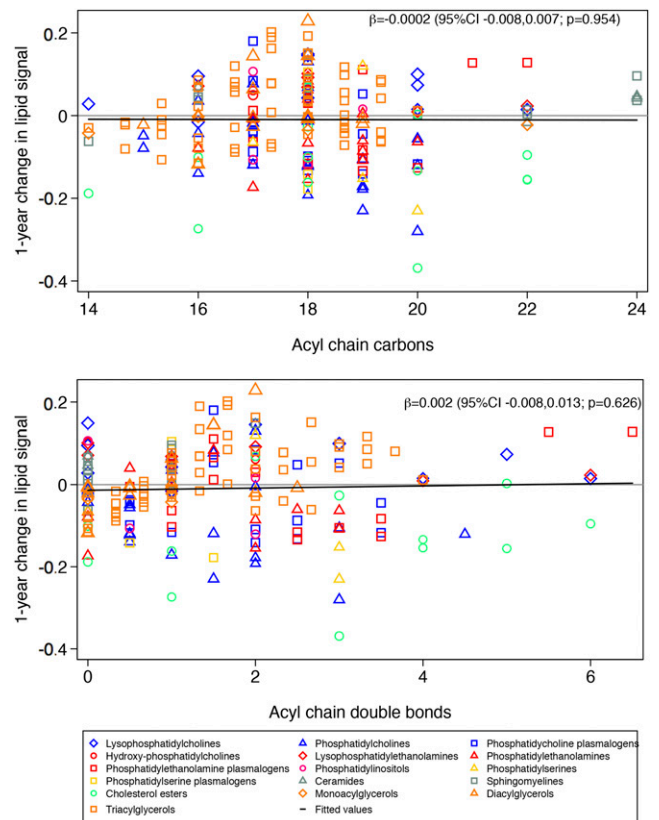 β=-0.0002 (95%CI -0.008,0.007; p=0.954)
1-year change in lipid signal
0.2
0
-0.2
-0.4
14 16 18 20 22 24
Acyl chain carbons
β=0.002 (95%CI -0.008,0.013; p=0.626)
1-year change in lipid signal
0.2
0
-0.2
-0.4
0 2 4 6
Acyl chain double bonds
Lysophosphatidylcholines Phosphatidylcholines Phosphatidycholine plasmalogens
Hydroxy-phosphatidylcholines Lysophosphatidylethanolamines Phosphatidylethanolamines
Phosphatidylethanolamine plasmalogens Phosphatidylinositols Phosphatidylserines
Phosphatidylserine plasmalogens Ceramides Sphingomyelines
Cholesterol esters Monoacylglycerols Diacylglycerols
Triacylglycerols Fitted values